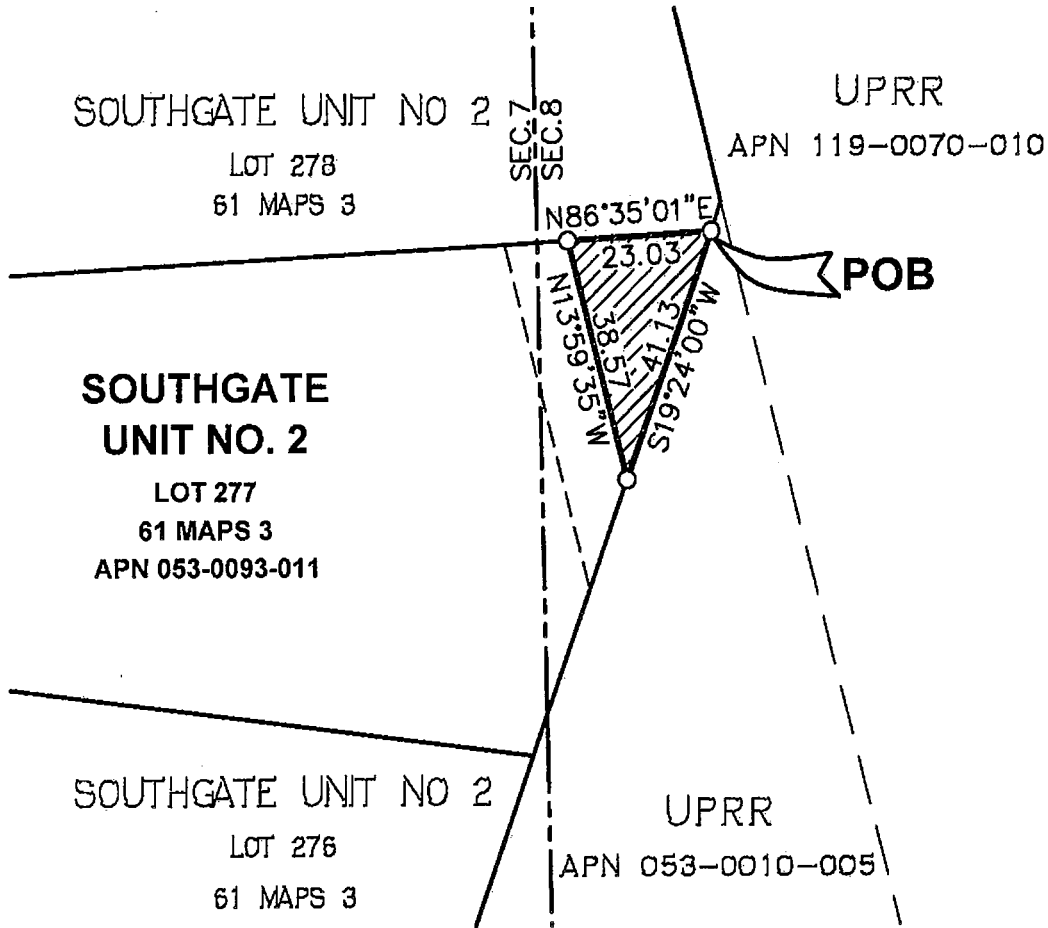 SOUTHGATE UNIT NO 2
LOT 278
61 MAPS 3
SEC.7
SEC.8
UPRR
APN 119-0070-010
N86°35'01"E
23.03
POB
N13°59'35"W
38.57
41.13
S19°24'00"W
SOUTHGATE
UNIT NO. 2
LOT 277
61 MAPS 3
APN 053-0093-011
SOUTHGATE UNIT NO 2
LOT 276
61 MAPS 3
UPRR
APN 053-0010-005